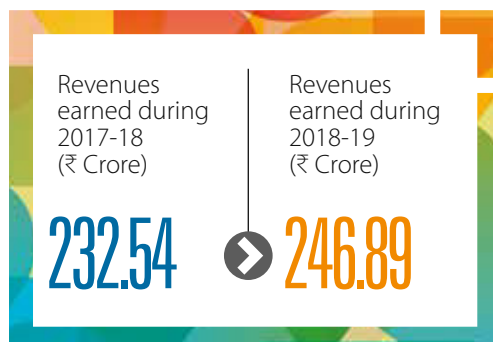 Revenues
earned during
2017-18
(₹ Crore)
232.54
Revenues
earned during
2018-19
(₹ Crore)
246.89